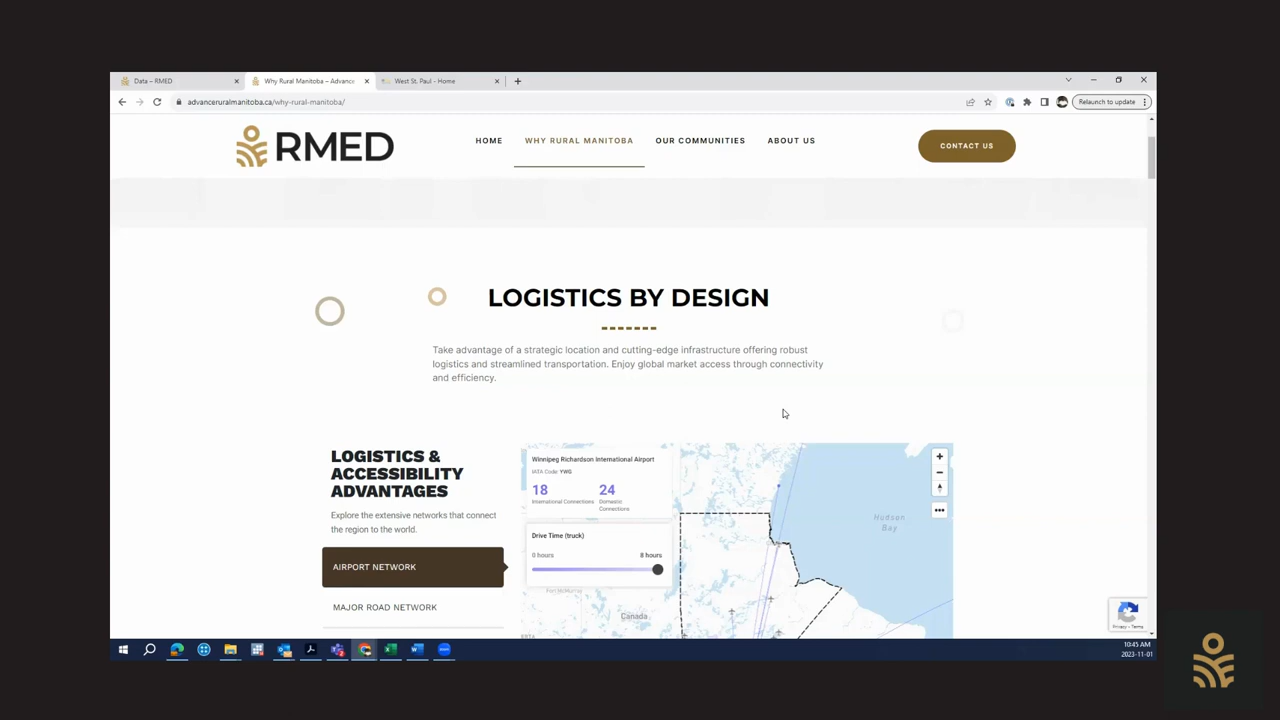 Data – RMED
Why Rural Manitoba – Advance
West St. Paul - Home
advanceruralmanitoba.ca/why-rural-manitoba/
Relaunch to update
RMED
HOME
WHY RURAL MANITOBA
OUR COMMUNITIES
ABOUT US
CONTACT US
LOGISTICS BY DESIGN
Take advantage of a strategic location and cutting-edge infrastructure offering robust
logistics and streamlined transportation. Enjoy global market access through connectivity
and efficiency.
LOGISTICS &
ACCESSIBILITY
ADVANTAGES
Explore the extensive networks that connect
the region to the world.
AIRPORT NETWORK
MAJOR ROAD NETWORK
Winnipeg Richardson International Airport
IATA Code: YWG
18
24
International Connections
Domestic
Connections
Drive Time (truck)
0 hours
8 hours
Fort McMurray
Canada
Hudson
Bay
Privacy - Terms
10:45 AM
2023-11-01